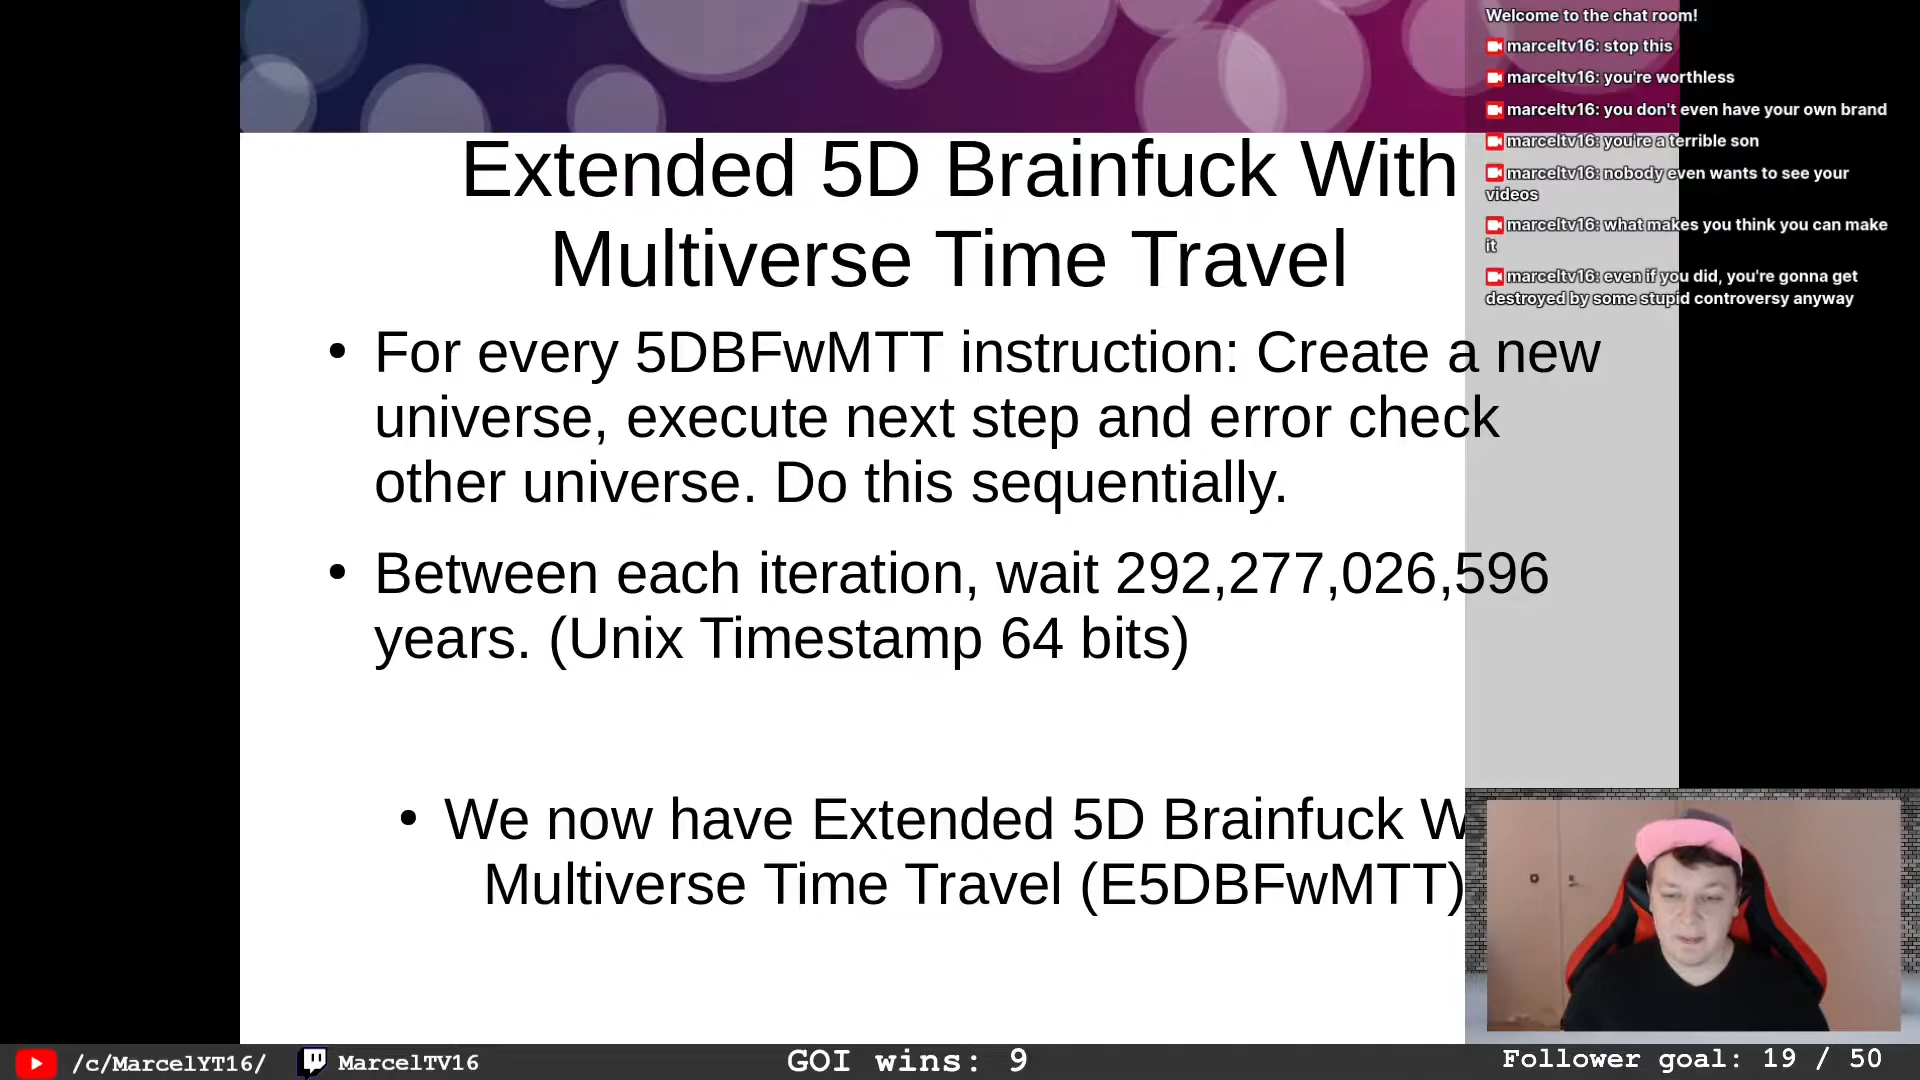 Extended 5D Brainfuck With
Multiverse Time Travel
• For every 5DBFwMTT instruction: Create a new
universe, execute next step and error check
other universe. Do this sequentially.
• Between each iteration, wait 292,277,026,596
years. (Unix Timestamp 64 bits)
• We now have Extended 5D Brainfuck W
Multiverse Time Travel (E5DBFwMTT)
Welcome to the chat room!
marceltv16: stop this
marceltv16: you're worthless
marceltv16: you don't even have your own brand
marceltv16: you're a terrible son
marceltv16: nobody even wants to see your
videos
marceltv16: what makes you think you can make
it
marceltv16: even if you did, you're gonna get
destroyed by some stupid controversy anyway
/c/MarcelYT16/
MarcelTV16
GOI wins: 9
Follower goal: 19 / 50